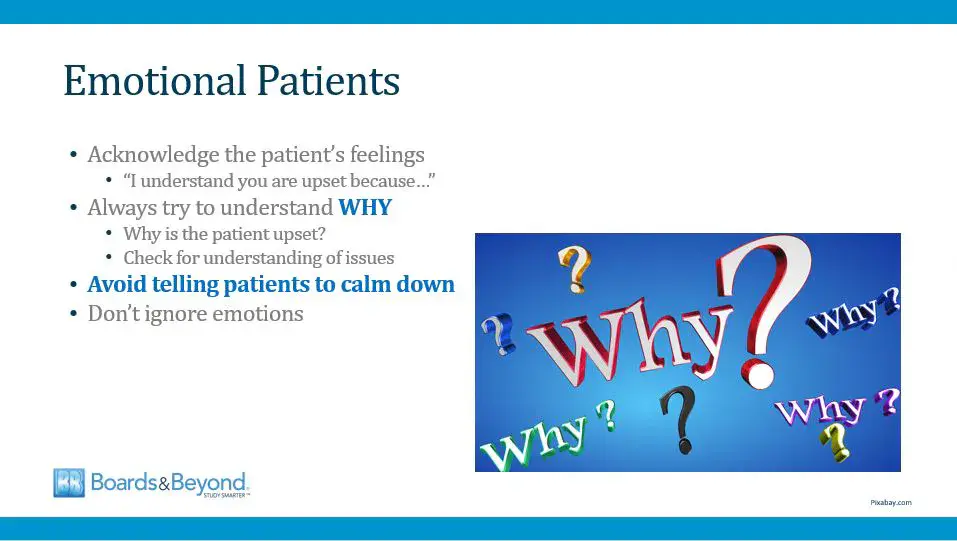 Emotional Patients
• Acknowledge the patient's feelings
• “I understand you are upset because…”
• Always try to understand WHY
• Why is the patient upset?
• Check for understanding of issues
• Avoid telling patients to calm down
• Don't ignore emotions
?
?
Why?
Why?
Why?
?
Why?
?
BB Boards&Beyond®
STUDY SMARTER™
Pixabay.com